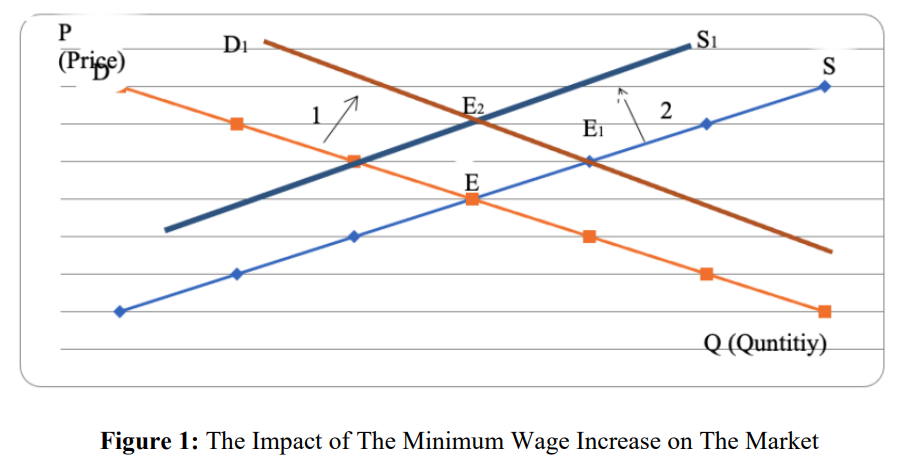 P
(Price)
D
D1
S1
S
1
E2
2
E1
E
Q (Quntitiy)
Figure 1: The Impact of The Minimum Wage Increase on The Market